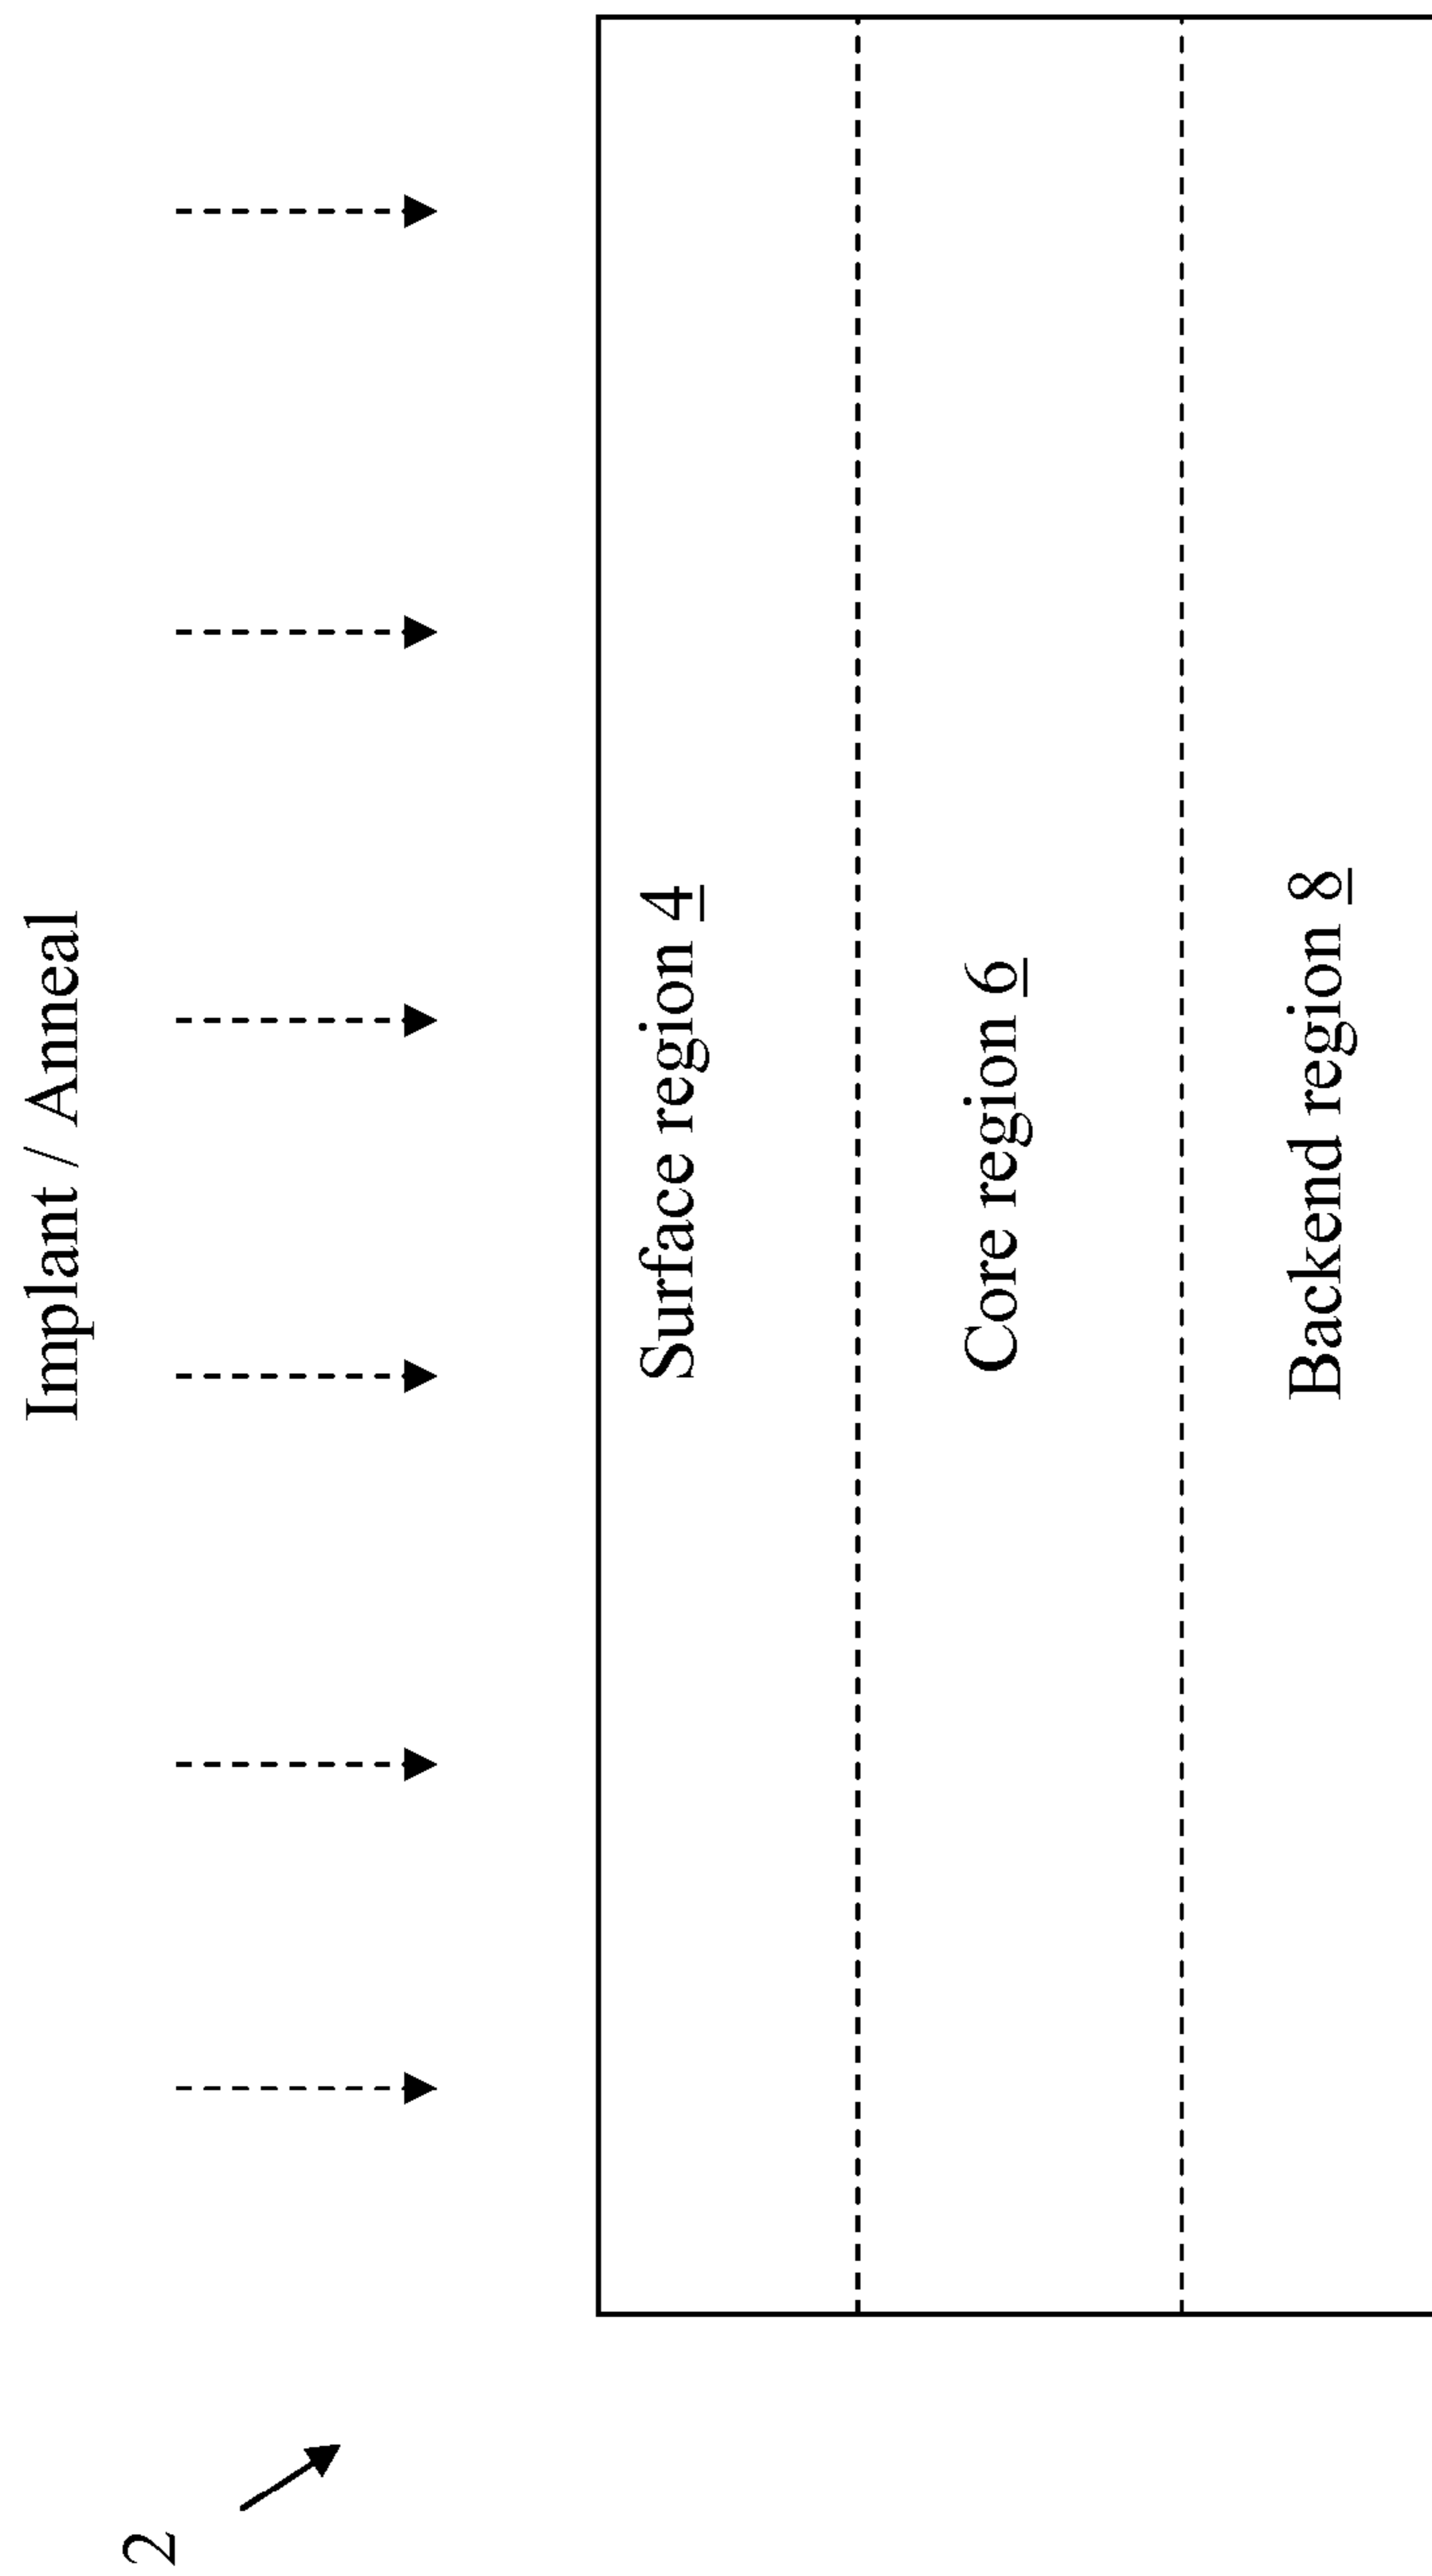 Implant / Anneal
2
Surface region 4
Core region 6
Backend region 8